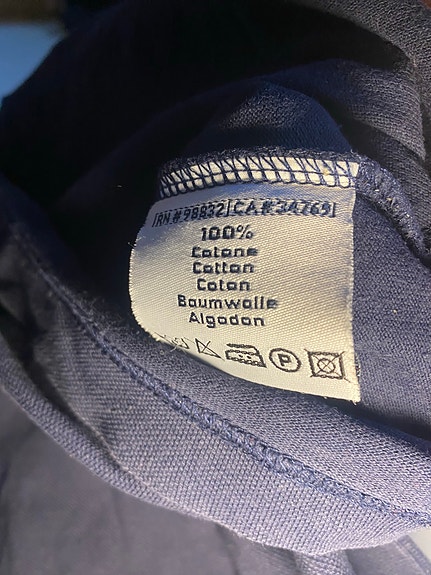 RN # 98832 CA # 34769
100%
Cotone
Cotton
Coton
Baumwolle
Algodon
P